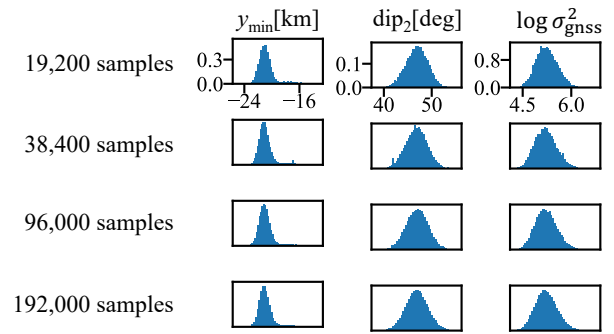 y_min[km] dip₂[deg] log σ²_gnss
19,200 samples
0.3
0.0
−24 −16
0.1
0.0
40 50
0.8
0.0
4.5 6.0
38,400 samples
96,000 samples
192,000 samples